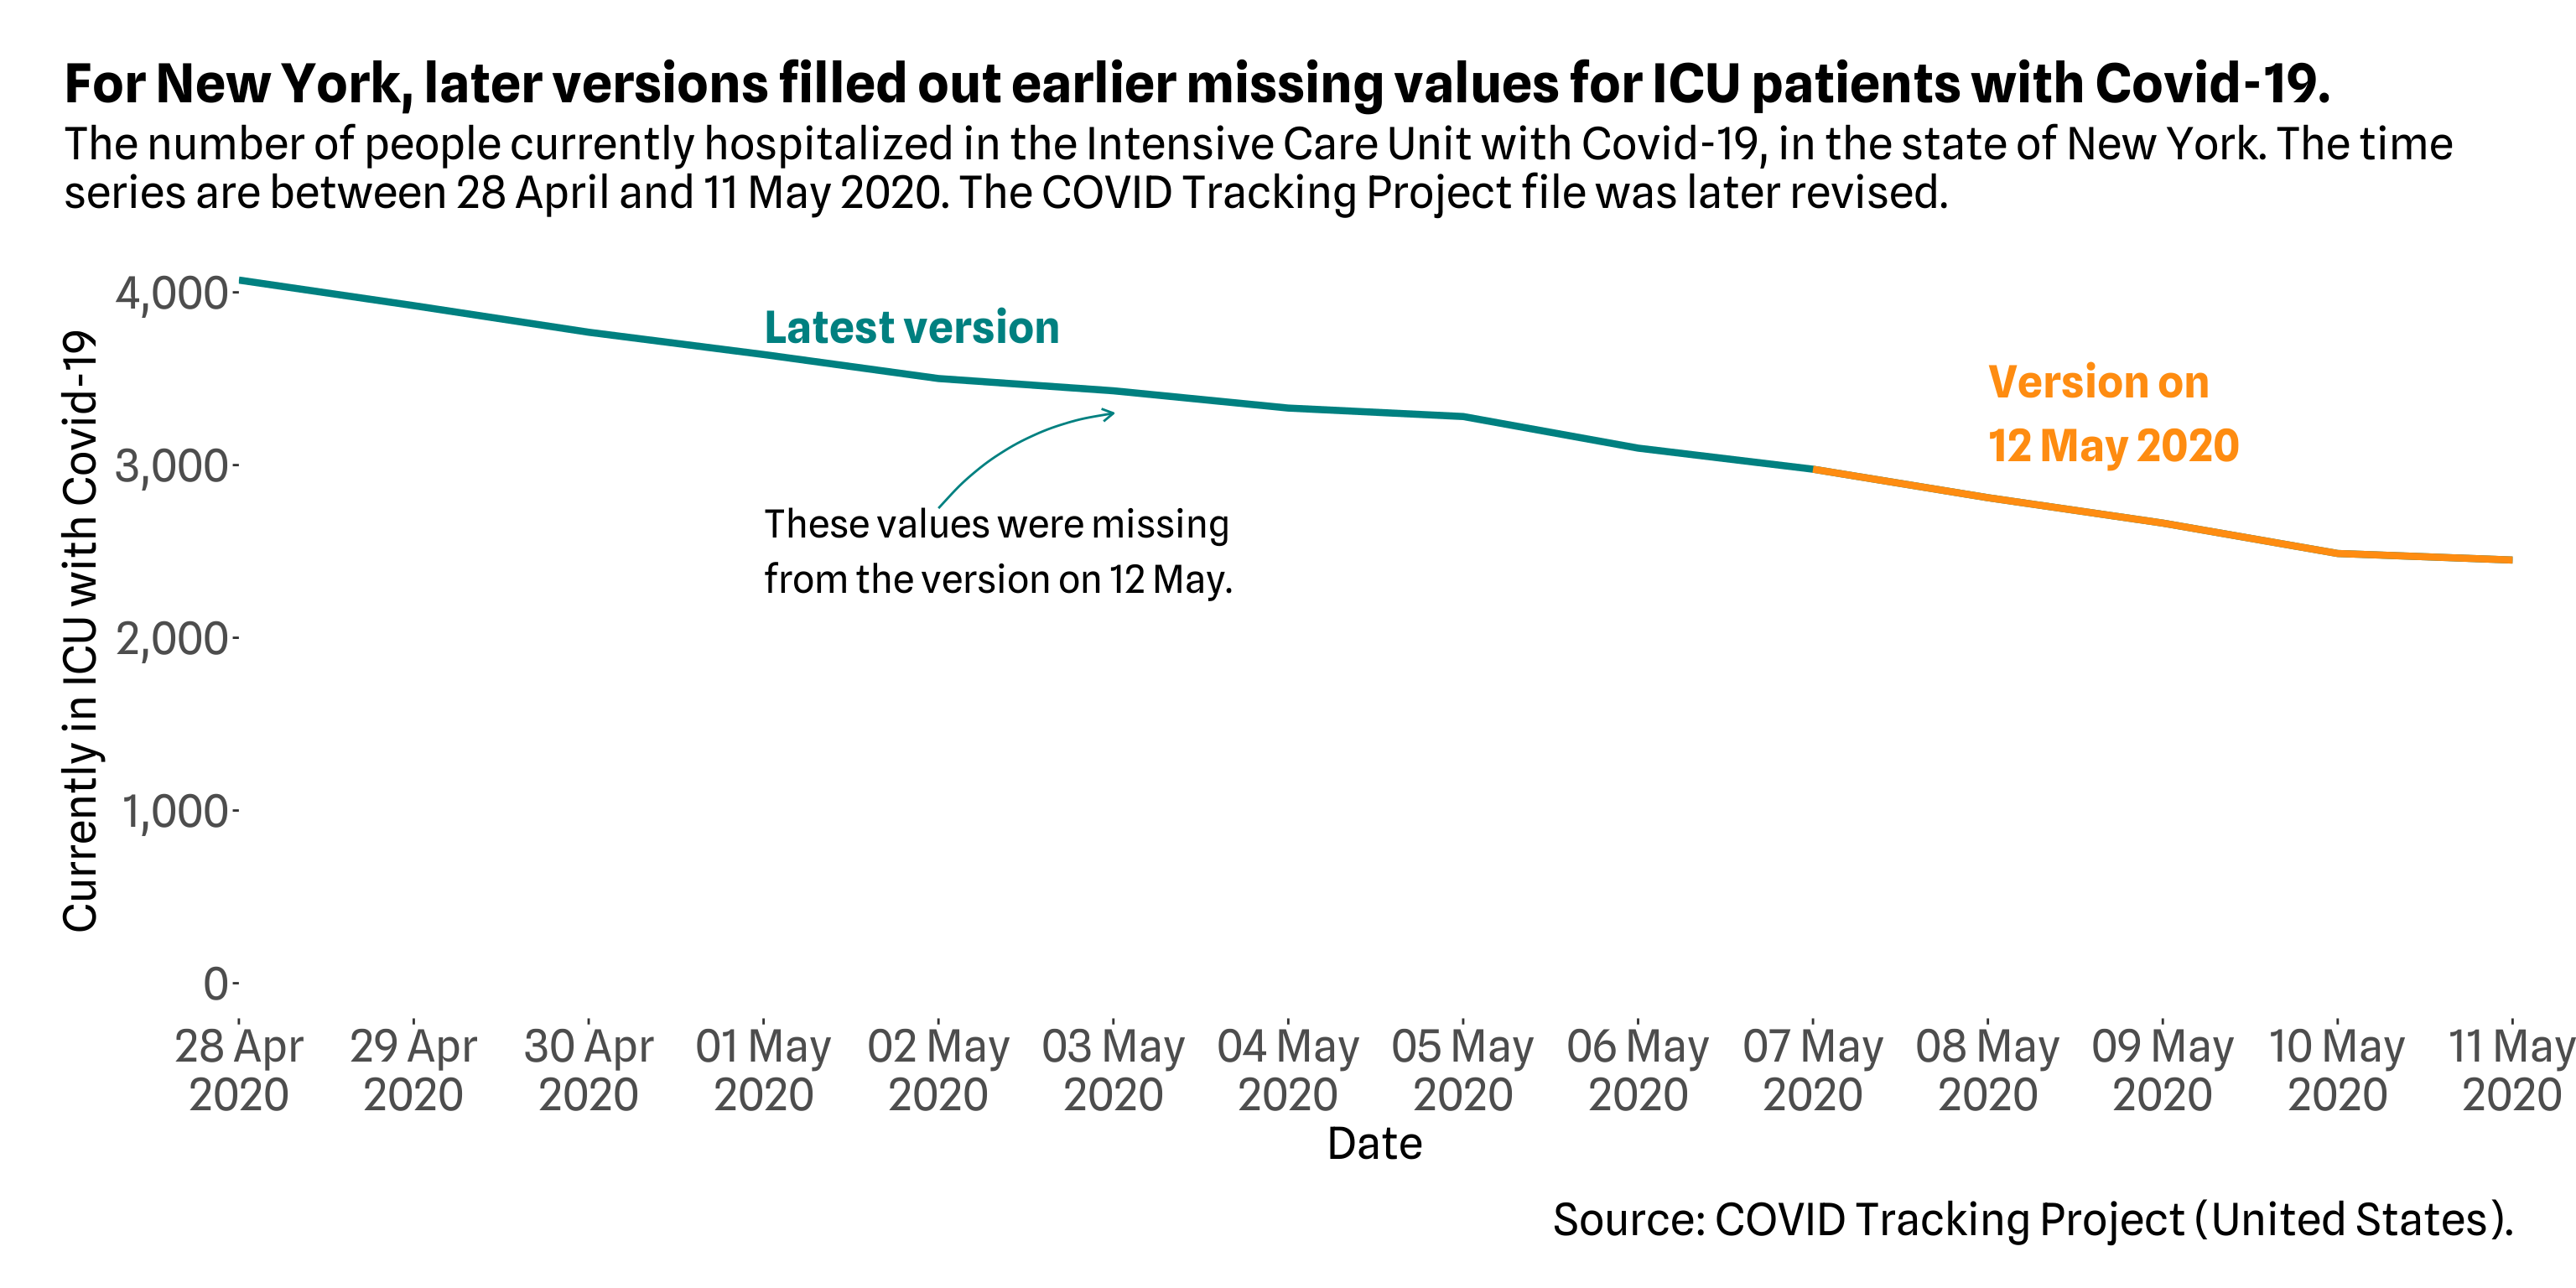 For New York, later versions filled out earlier missing values for ICU patients with Covid-19.
The number of people currently hospitalized in the Intensive Care Unit with Covid-19, in the state of New York. The time
series are between 28 April and 11 May 2020. The COVID Tracking Project file was later revised.
Currently in ICU with Covid-19
4,000
3,000
2,000
1,000
0
Latest version
Version on
12 May 2020
These values were missing
from the version on 12 May.
28 Apr 29 Apr 30 Apr 01 May 02 May 03 May 04 May 05 May 06 May 07 May 08 May 09 May 10 May 11 May
2020 2020 2020 2020 2020 2020 2020 2020 2020 2020 2020 2020 2020 2020
Date
Source: COVID Tracking Project (United States).